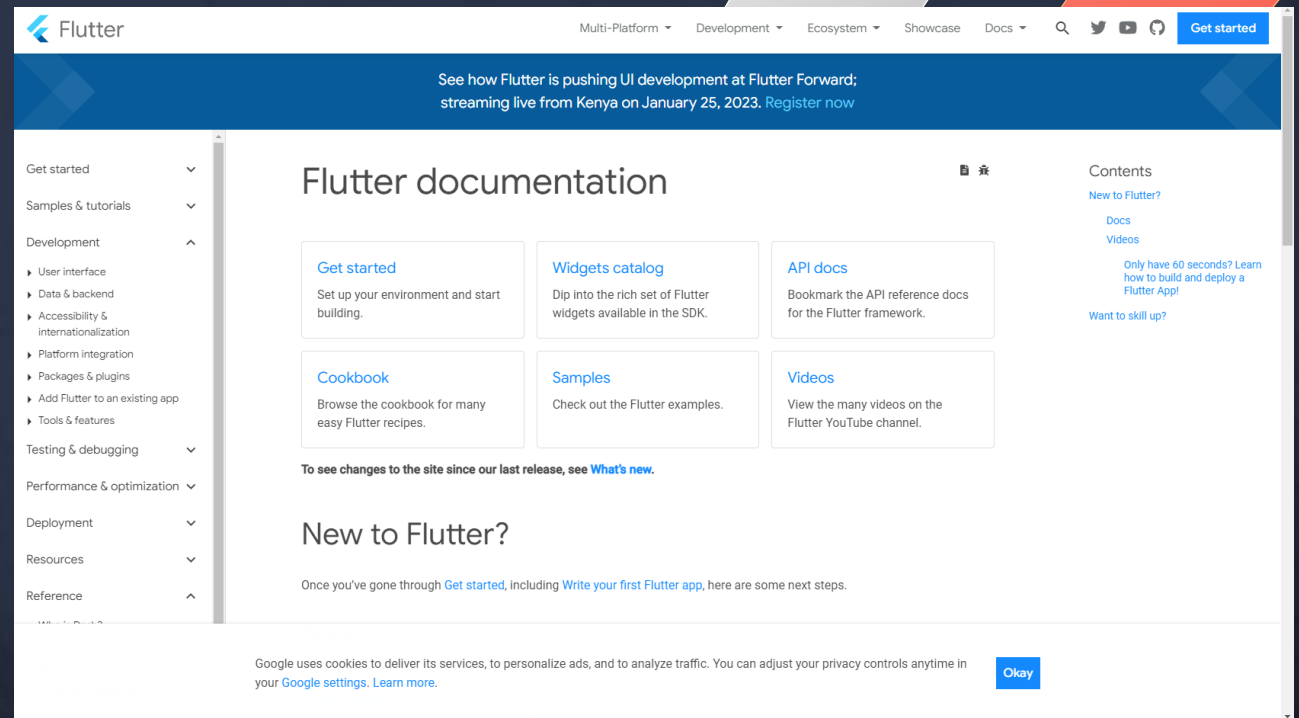 Flutter
Multi-Platform
Development
Ecosystem
Showcase
Docs
Get started
See how Flutter is pushing UI development at Flutter Forward;
streaming live from Kenya on January 25, 2023. Register now
Get started
Samples & tutorials
Development
User interface
Data & backend
Accessibility &
internationalization
Platform integration
Packages & plugins
Add Flutter to an existing app
Tools & features
Testing & debugging
Performance & optimization
Deployment
Resources
Reference
Flutter documentation
Get started
Set up your environment and start
building.
Widgets catalog
Dip into the rich set of Flutter
widgets available in the SDK.
API docs
Bookmark the API reference docs
for the Flutter framework.
Cookbook
Browse the cookbook for many
easy Flutter recipes.
Samples
Check out the Flutter examples.
Videos
View the many videos on the
Flutter YouTube channel.
To see changes to the site since our last release, see What's new.
New to Flutter?
Once you've gone through Get started, including Write your first Flutter app, here are some next steps.
Contents
New to Flutter?
Docs
Videos
Only have 60 seconds? Learn
how to build and deploy a
Flutter App!
Want to skill up?
Google uses cookies to deliver its services, to personalize ads, and to analyze traffic. You can adjust your privacy controls anytime in
your Google settings. Learn more.
Okay